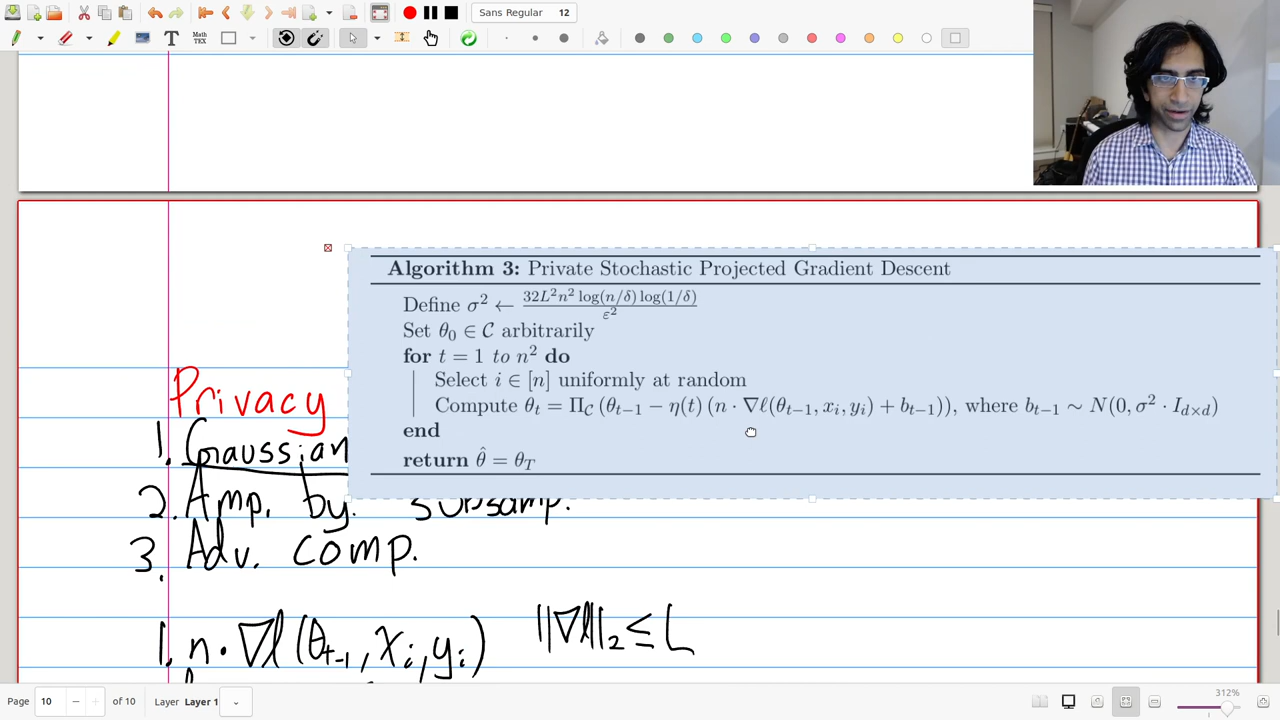 Sans Regular 12
Math TEX
Algorithm 3: Private Stochastic Projected Gradient Descent
Define σ² ← 32L²n² log(n/δ) log(1/δ) / ε²
Set θ₀ ∈ 𝒞 arbitrarily
for t = 1 to n² do
Select i ∈ [n] uniformly at random
Compute θₜ = Π_𝒞 (θₜ₋₁ − η(t) (n · ∇ℓ(θₜ₋₁, xᵢ, yᵢ) + bₜ₋₁)), where bₜ₋₁ ∼ N(0, σ² · I_{d×d})
end
return θ̂ = θ_T
Privacy
1. Gaussian
2. Amp. by. subsamp.
3. Adv. comp.
1. n · ∇ℓ(θₜ₋₁, xᵢ, yᵢ) ||∇ℓ||₂ ≤ L
Page 10 of 10 Layer Layer 1 312%